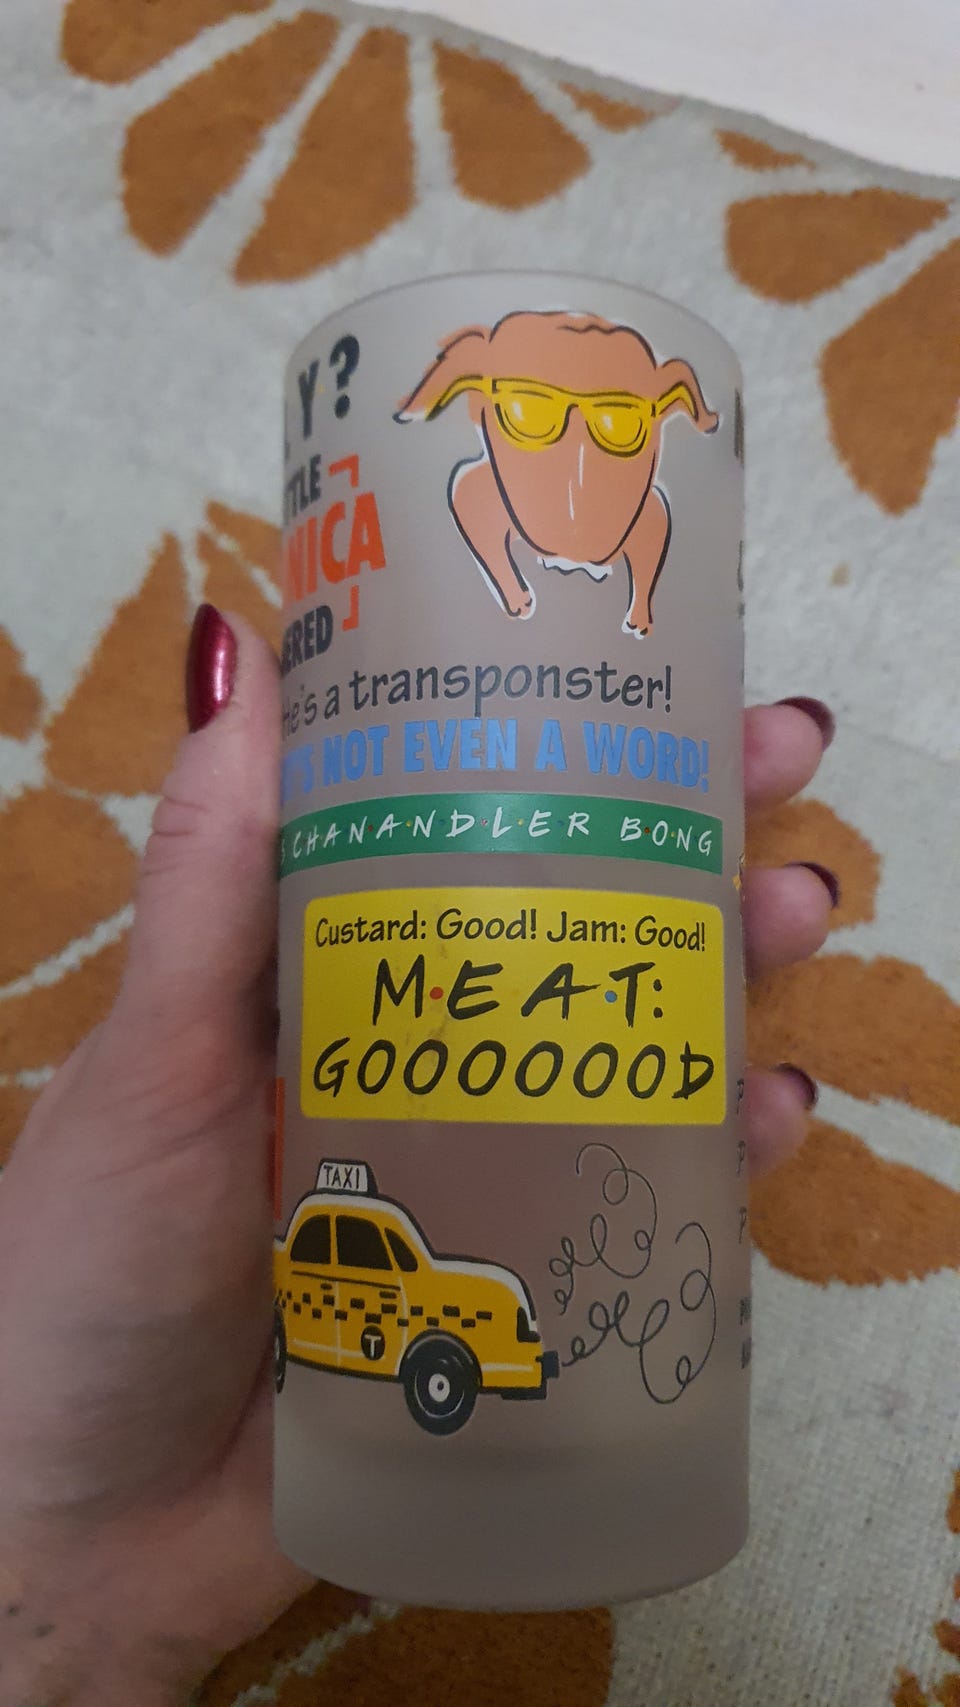 Y?
NICA
He's a transponster!
NOT EVEN A WORD!
CHANANDLER BONG
Custard: Good! Jam: Good!
M·E A·T:
GOOOOOOD
TAXI
T